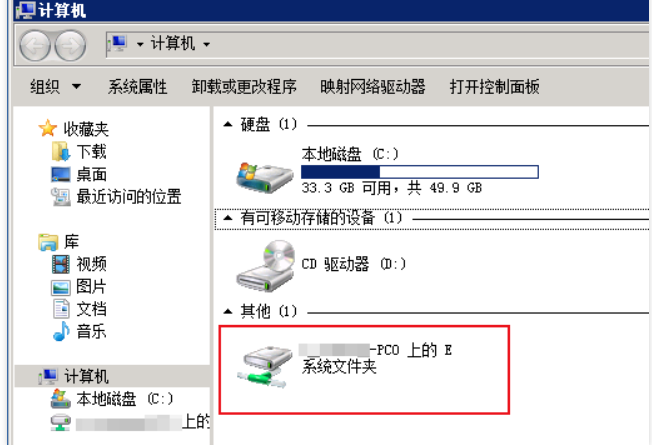 计算机
计算机
组织 系统属性 卸载或更改程序 映射网络驱动器 打开控制面板
收藏夹
下载
桌面
最近访问的位置
库
视频
图片
文档
音乐
计算机
本地磁盘 (C:)
上的
硬盘 (1)
本地磁盘 (C:)
33.3 GB 可用，共 49.9 GB
有可移动存储的设备 (1)
CD 驱动器 (D:)
其他 (1)
-PC0 上的 E
系统文件夹